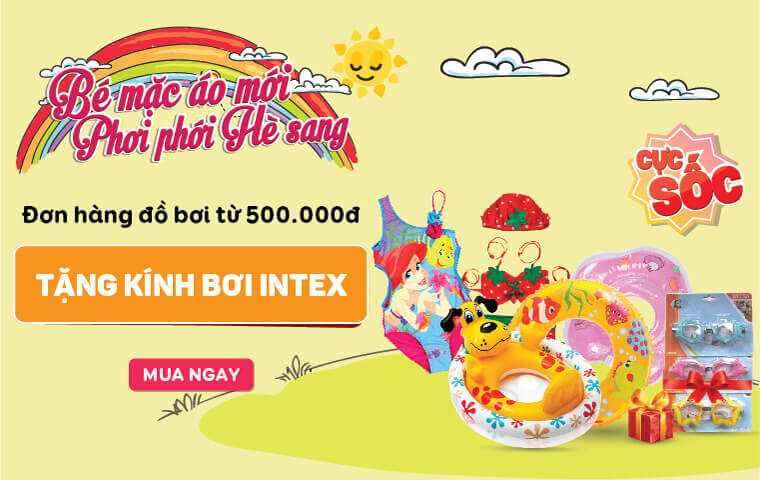 Bé mặc áo mới
Phơi phới Hè sang
CỰC
SỐC
Đơn hàng đồ bơi từ 500.000đ
TẶNG KÍNH BƠI INTEX
MUA NGAY